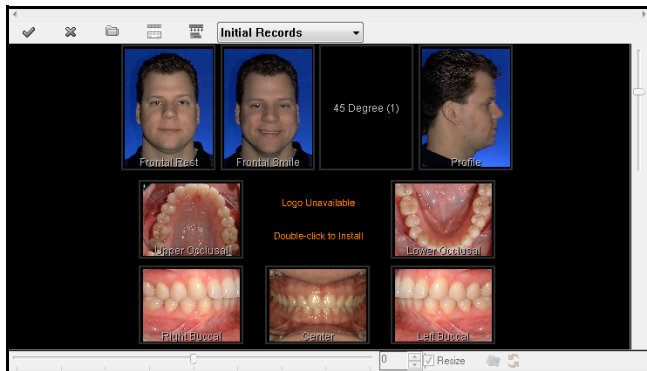 Initial Records
Frontal Rest
Frontal Smile
45 Degree (1)
Profile
Upper Occlusal
Logo Unavailable
Double-click to Install
Lower Occlusal
Right Buccal
Center
Left Buccal
0
Resize